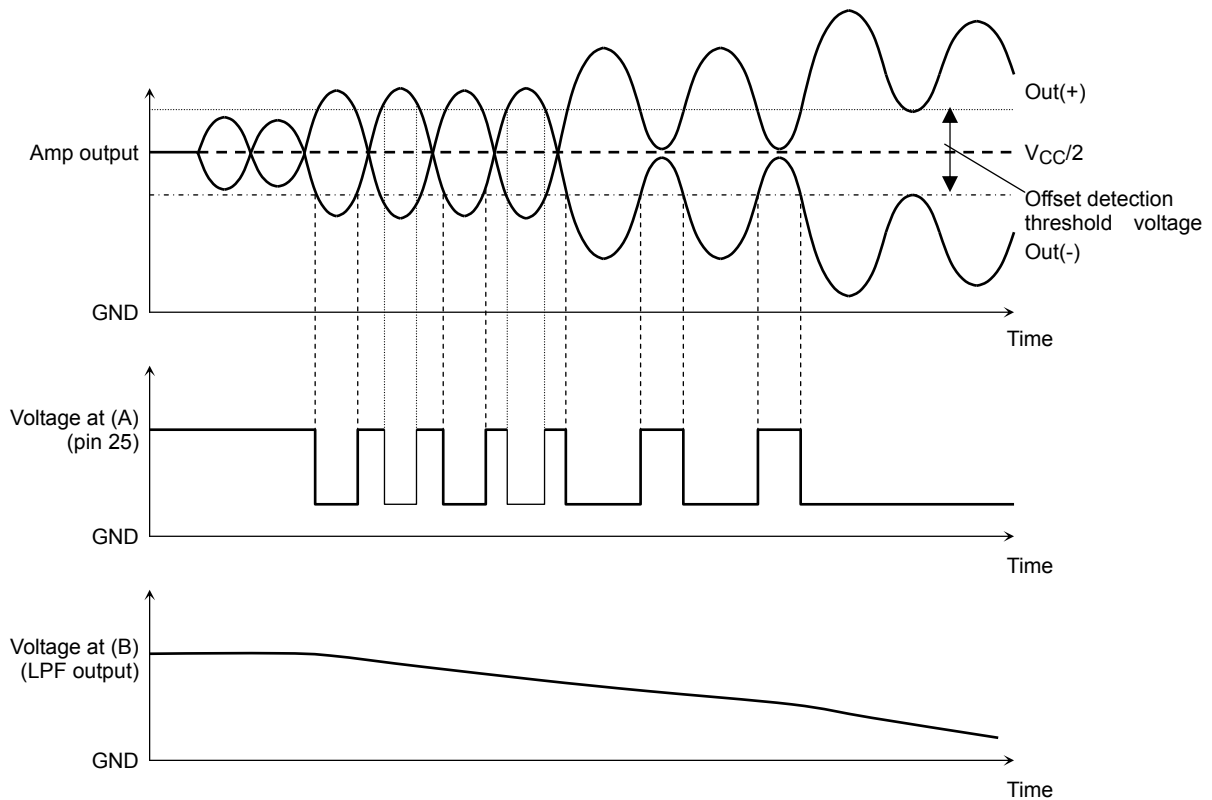 Out(+)
Amp output
VCC/2
Offset detection
threshold voltage
Out(-)
GND
Time
Voltage at (A)
(pin 25)
GND
Time
Voltage at (B)
(LPF output)
GND
Time